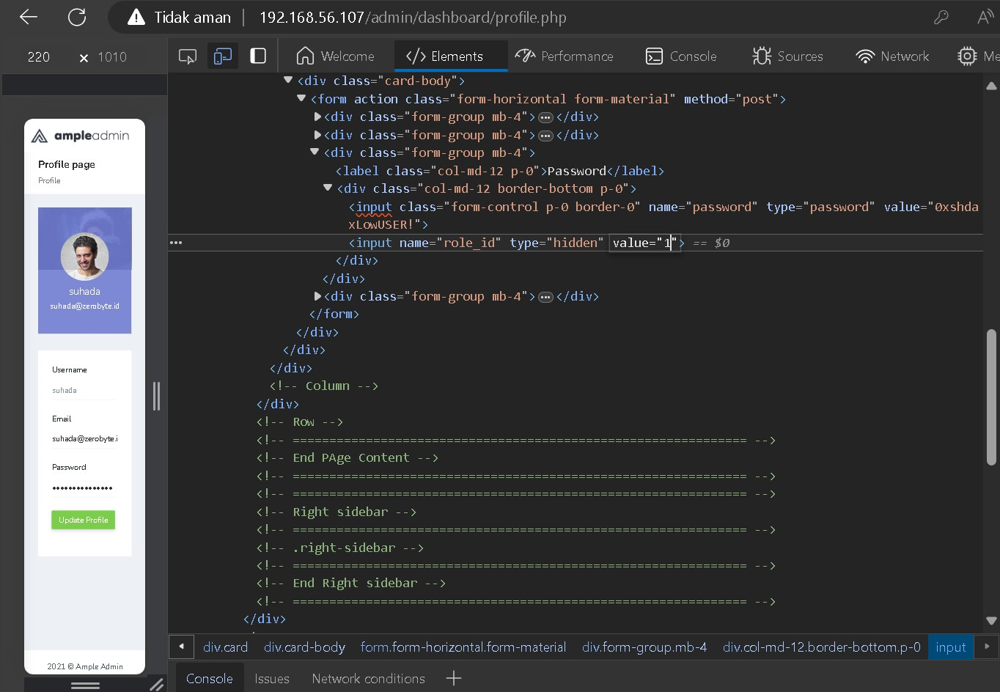 Tidak aman
192.168.56.107/admin/dashboard/profile.php
220 × 1010
Welcome
Elements
Performance
Console
Sources
Network
Me
ampleadmin
Profile page
Profile
suhada
suhada@zerobyte.id
Username
suhada
Email
suhada@zerobyte.i
Password
•••••••••••••••
Update Profile
2021 © Ample Admin
<div class="card-body">
<form action class="form-horizontal form-material" method="post">
<div class="form-group mb-4"> ••• </div>
<div class="form-group mb-4"> ••• </div>
<div class="form-group mb-4">
<label class="col-md-12 p-0">Password</label>
<div class="col-md-12 border-bottom p-0">
<input class="form-control p-0 border-0" name="password" type="password" value="0xshda
xLowUSER!">
<input name="role_id" type="hidden" value="1"> == $0
</div>
</div>
<div class="form-group mb-4"> ••• </div>
</form>
</div>
</div>
</div>
<!-- Column -->
</div>
<!-- Row -->
<!-- ============================================================== -->
<!-- End PAge Content -->
<!-- ============================================================== -->
<!-- ============================================================== -->
<!-- Right sidebar -->
<!-- ============================================================== -->
<!-- .right-sidebar -->
<!-- ============================================================== -->
<!-- End Right sidebar -->
<!-- ============================================================== -->
</div>
div.card div.card-body form.form-horizontal.form-material div.form-group.mb-4 div.col-md-12.border-bottom.p-0 input
Console Issues Network conditions